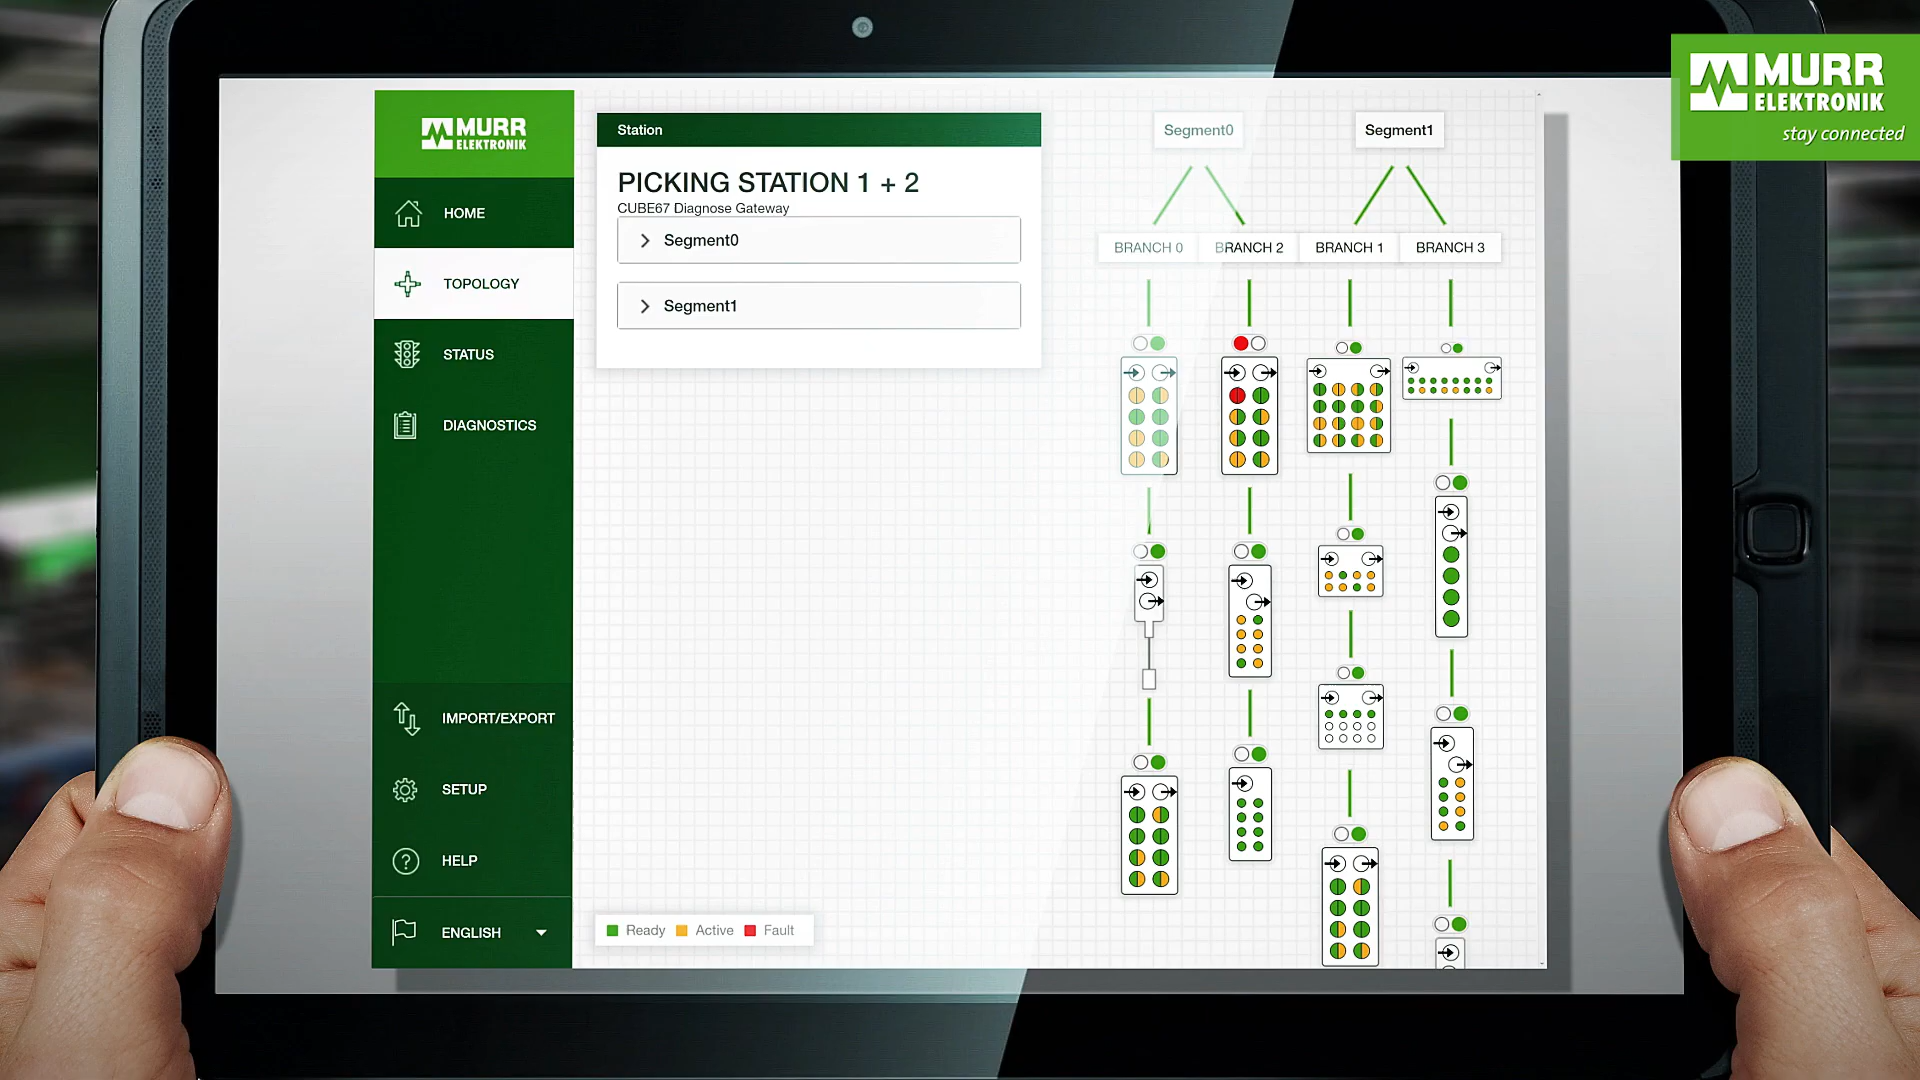 MURR
ELEKTRONIK
stay connected
MURR
ELEKTRONIK
HOME
TOPOLOGY
STATUS
DIAGNOSTICS
IMPORT/EXPORT
SETUP
HELP
ENGLISH
Station
PICKING STATION 1 + 2
CUBE67 Diagnose Gateway
Segment0
Segment1
Segment0 Segment1
BRANCH 0 BRANCH 2 BRANCH 1 BRANCH 3
Ready Active Fault